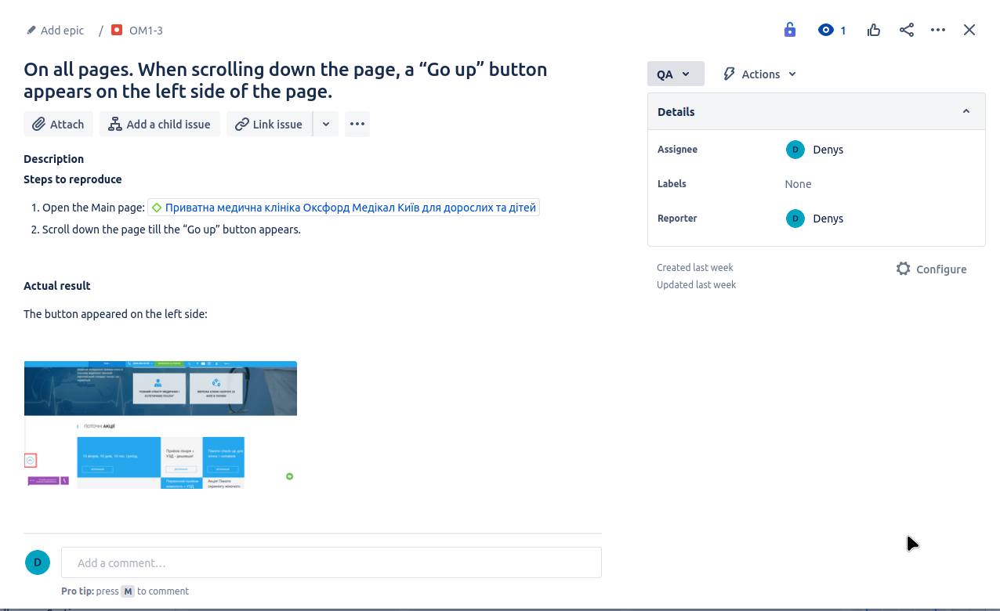 Add epic / OM1-3
1
On all pages. When scrolling down the page, a “Go up” button
appears on the left side of the page.
QA
Actions
Attach
Add a child issue
Link issue
Details
Description
Steps to reproduce
1. Open the Main page: Приватна медична клініка Оксфорд Медікал Київ для дорослих та дітей
2. Scroll down the page till the “Go up” button appears.
Assignee
D
Denys
Labels
None
Reporter
D
Denys
Created last week
Updated last week
Configure
Actual result
The button appeared on the left side:
ПОТОЧНІ АКЦІЇ
D
Add a comment…
Pro tip: press M to comment